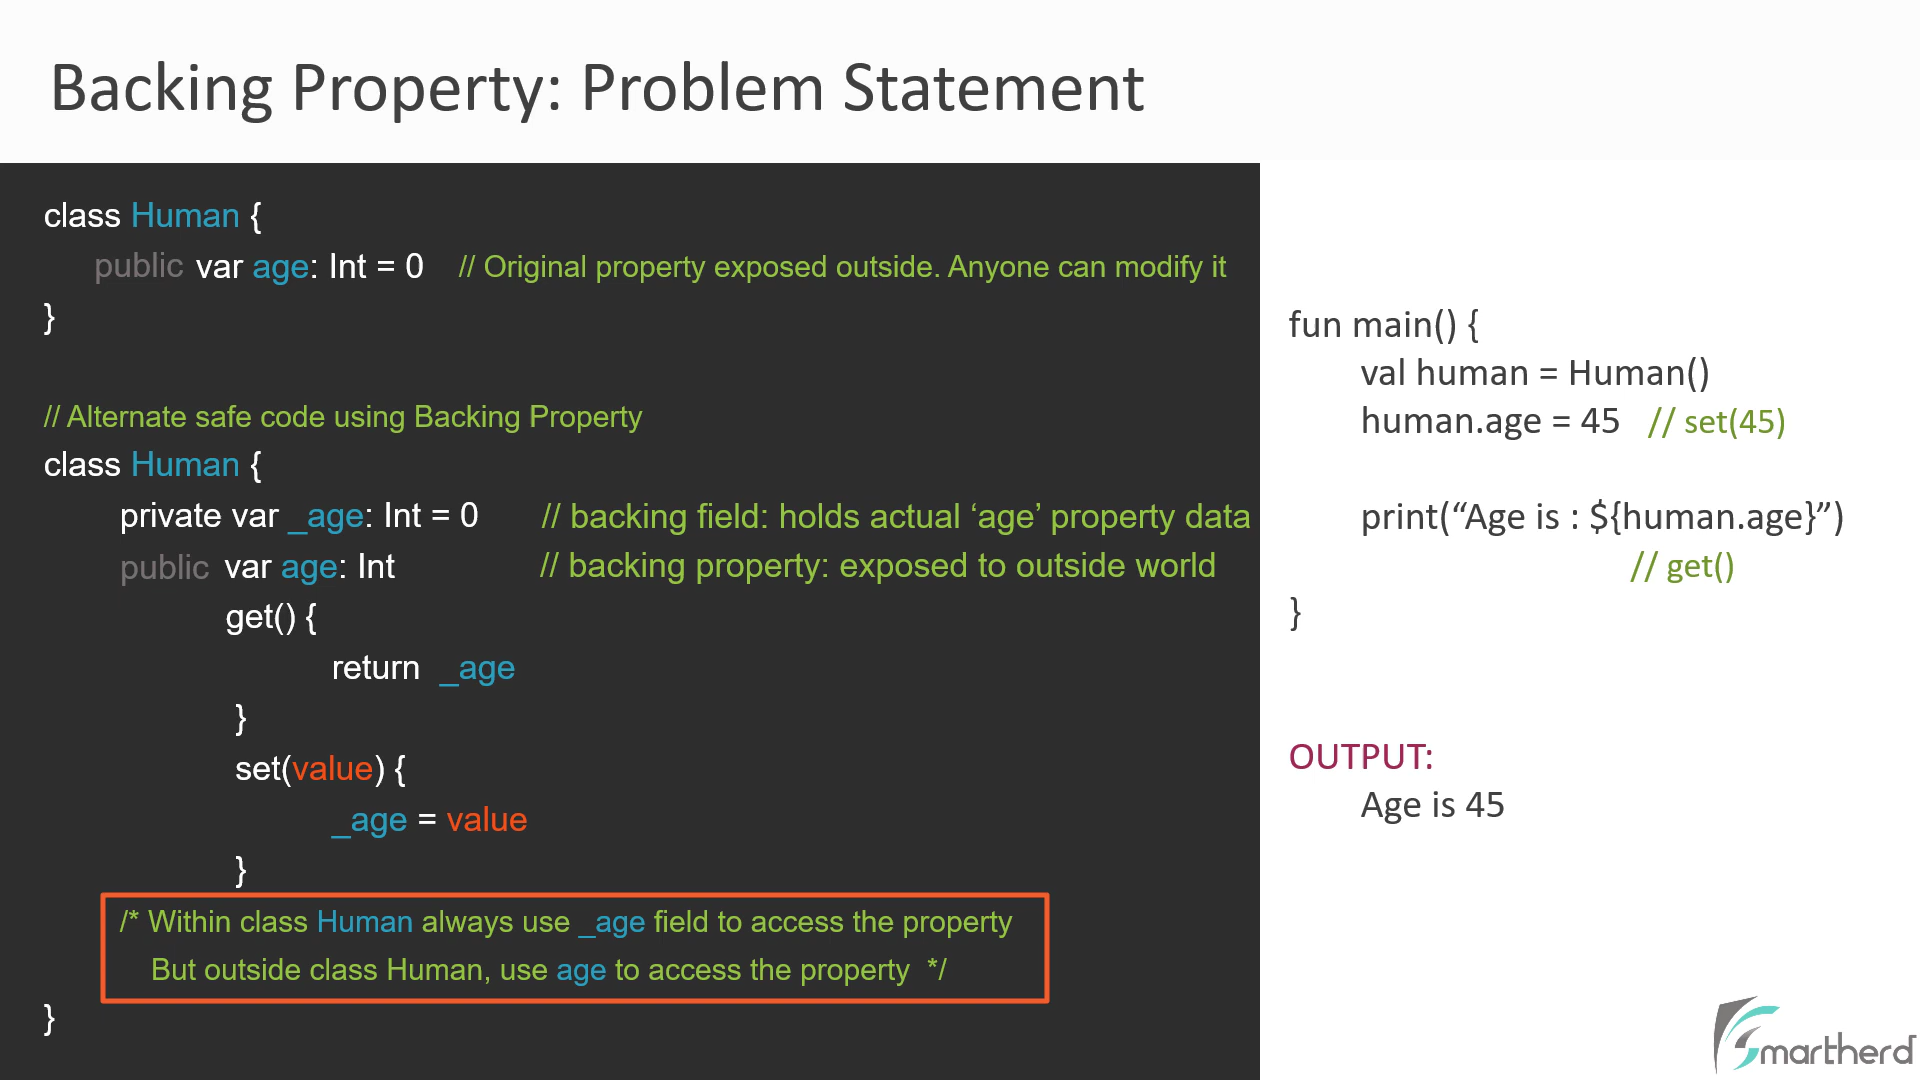 Backing Property: Problem Statement
class Human {
public var age: Int = 0 // Original property exposed outside. Anyone can modify it
}
// Alternate safe code using Backing Property
class Human {
private var _age: Int = 0 // backing field: holds actual ‘age’ property data
public var age: Int // backing property: exposed to outside world
get() {
return _age
}
set(value) {
_age = value
}
/* Within class Human always use _age field to access the property
But outside class Human, use age to access the property */
}
fun main() {
val human = Human()
human.age = 45 // set(45)
print(“Age is : ${human.age}”)
// get()
}
OUTPUT:
Age is 45
Smartherd